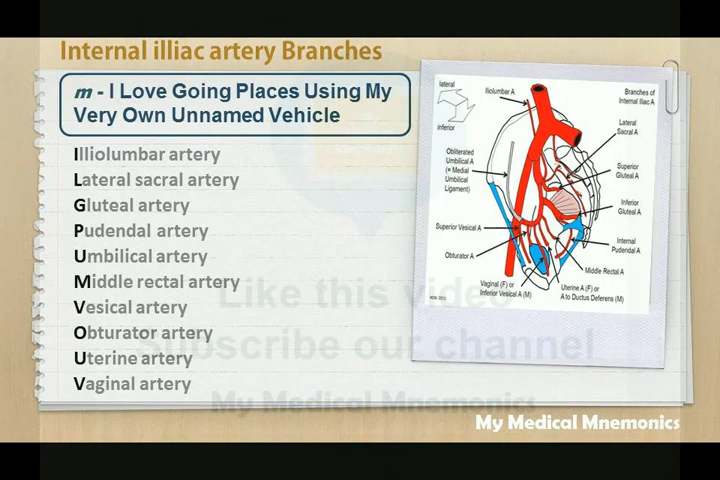 Internal illiac artery Branches
m - I Love Going Places Using My
Very Own Unnamed Vehicle
Illiolumbar artery
Lateral sacral artery
Gluteal artery
Pudendal artery
Umbilical artery
Middle rectal artery
Vesical artery
Obturator artery
Uterine artery
Vaginal artery
lateral
inferior
Iliolumbar A
Branches of
Internal Iliac A
Lateral
Sacral A
Obliterated
Umbilical A
(= Medial
Umbilical
Ligament)
Superior
Gluteal A
Inferior
Gluteal A
Superior Vesical A
Internal
Pudendal A
Obturator A
Middle Rectal A
Vaginal (F) or
Inferior Vesical A (M)
Uterine A (F) or
A to Ductus Deferens (M)
Like this video
Subscribe our channel
My Medical Mnemonics
My Medical Mnemonics